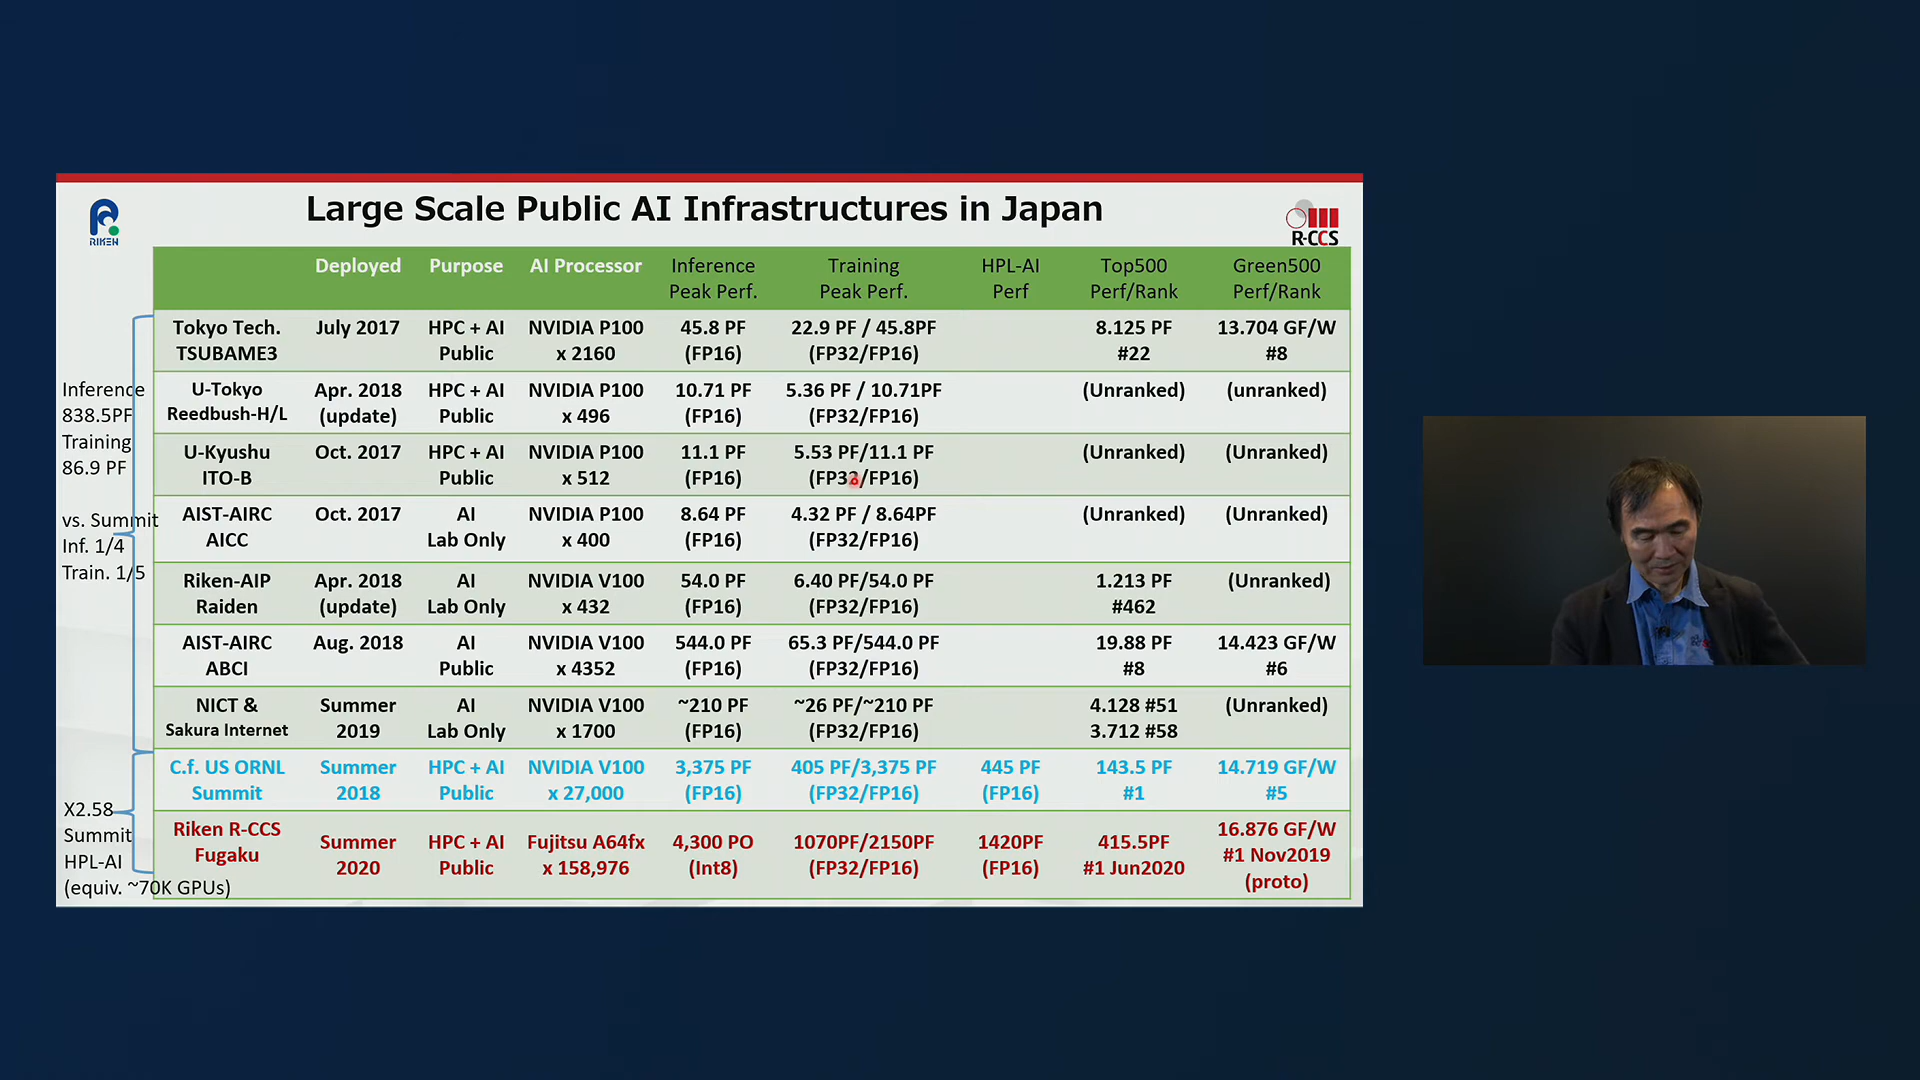 Large Scale Public AI Infrastructures in Japan
RIKEN
R-CCS
Deployed Purpose AI Processor Inference Peak Perf. Training Peak Perf. HPL-AI Perf Top500 Perf/Rank Green500 Perf/Rank
Tokyo Tech. TSUBAME3 July 2017 HPC + AI Public NVIDIA P100 x 2160 45.8 PF (FP16) 22.9 PF / 45.8PF (FP32/FP16) 8.125 PF #22 13.704 GF/W #8
U-Tokyo Reedbush-H/L Apr. 2018 (update) HPC + AI Public NVIDIA P100 x 496 10.71 PF (FP16) 5.36 PF / 10.71PF (FP32/FP16) (Unranked) (unranked)
U-Kyushu ITO-B Oct. 2017 HPC + AI Public NVIDIA P100 x 512 11.1 PF (FP16) 5.53 PF/11.1 PF (FP32/FP16) (Unranked) (Unranked)
AIST-AIRC AICC Oct. 2017 AI Lab Only NVIDIA P100 x 400 8.64 PF (FP16) 4.32 PF / 8.64PF (FP32/FP16) (Unranked) (Unranked)
Riken-AIP Raiden Apr. 2018 (update) AI Lab Only NVIDIA V100 x 432 54.0 PF (FP16) 6.40 PF/54.0 PF (FP32/FP16) 1.213 PF #462 (Unranked)
AIST-AIRC ABCI Aug. 2018 AI Public NVIDIA V100 x 4352 544.0 PF (FP16) 65.3 PF/544.0 PF (FP32/FP16) 19.88 PF #8 14.423 GF/W #6
NICT & Sakura Internet Summer 2019 AI Lab Only NVIDIA V100 x 1700 ~210 PF (FP16) ~26 PF/~210 PF (FP32/FP16) 4.128 #51 3.712 #58 (Unranked)
C.f. US ORNL Summit Summer 2018 HPC + AI Public NVIDIA V100 x 27,000 3,375 PF (FP16) 405 PF/3,375 PF (FP32/FP16) 445 PF (FP16) 143.5 PF #1 14.719 GF/W #5
Riken R-CCS Fugaku Summer 2020 HPC + AI Public Fujitsu A64fx x 158,976 4,300 PO (Int8) 1070PF/2150PF (FP32/FP16) 1420PF (FP16) 415.5PF #1 Jun2020 16.876 GF/W #1 Nov2019 (proto)
Inference
838.5PF
Training
86.9 PF
vs. Summit
Inf. 1/4
Train. 1/5
X2.58
Summit
HPL-AI
(equiv. ~70K GPUs)